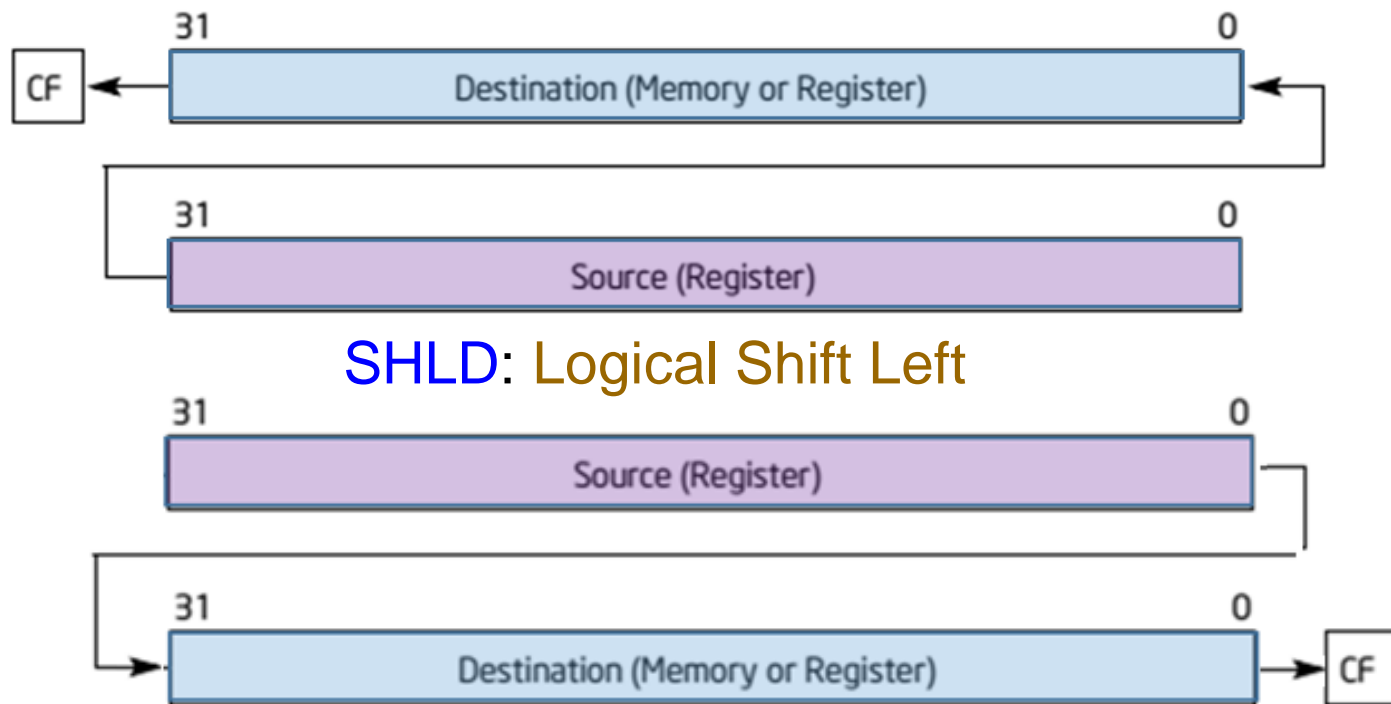 31 0
CF Destination (Memory or Register)
31 0
Source (Register)
SHLD: Logical Shift Left
31 0
Source (Register)
31 0
Destination (Memory or Register) CF